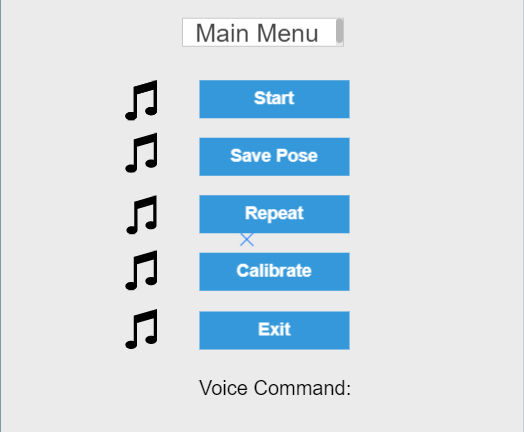 Main Menu
Start
Save Pose
Repeat
Calibrate
Exit
Voice Command: